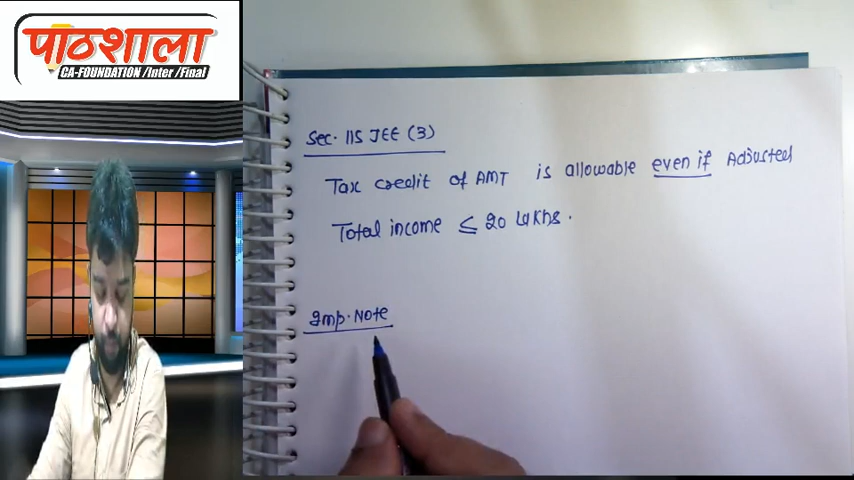 पाठशाला
CA-FOUNDATION /Inter /Final
Sec. 115 JEE (3)
Tax credit of AMT is allowable even if Adjusted
Total income ≤ 20 lakhs.
Imp. Note